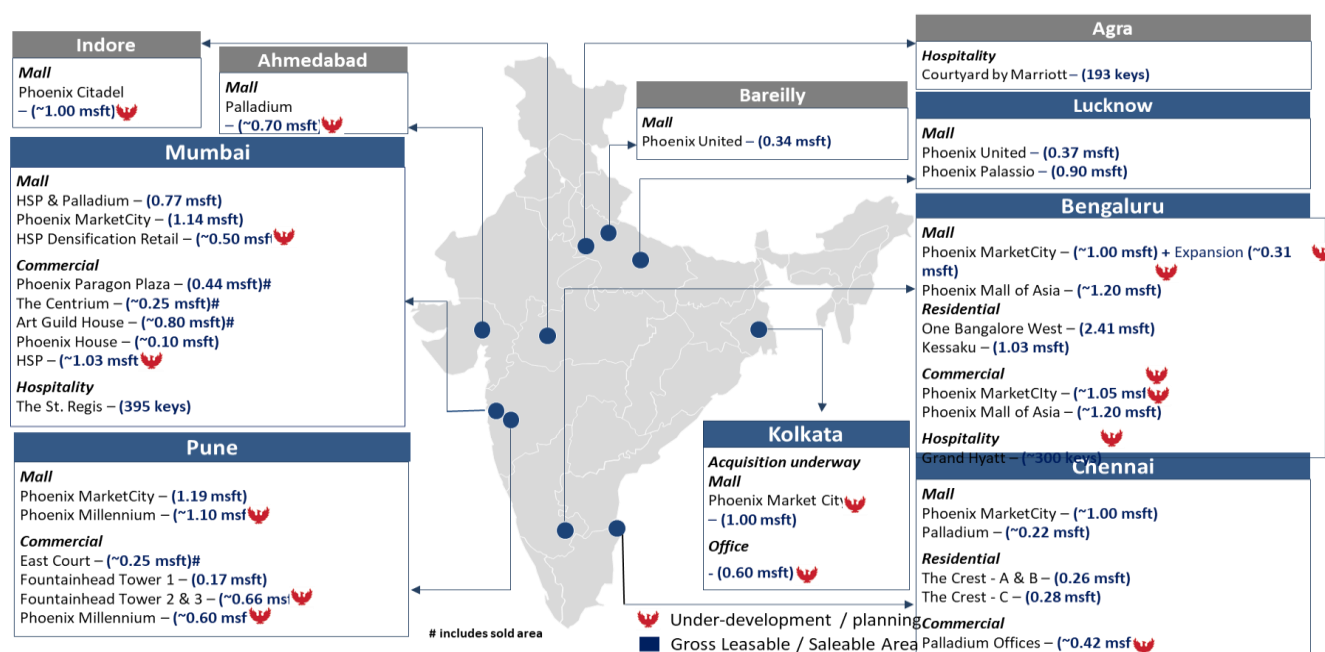 Indore
Mall
Phoenix Citadel
– (~1.00 msft)
Ahmedabad
Mall
Palladium
– (~0.70 msft)
Mumbai
Mall
HSP & Palladium – (0.77 msft)
Phoenix MarketCity – (1.14 msft)
HSP Densification Retail – (~0.50 msf
Commercial
Phoenix Paragon Plaza – (0.44 msft)#
The Centrium – (~0.25 msft)#
Art Guild House – (~0.80 msft)#
Phoenix House – (~0.10 msft)
HSP – (~1.03 msft
Hospitality
The St. Regis – (395 keys)
Pune
Mall
Phoenix MarketCity – (1.19 msft)
Phoenix Millennium – (~1.10 msf
Commercial
East Court – (~0.25 msft)#
Fountainhead Tower 1 – (0.17 msft)
Fountainhead Tower 2 & 3 – (~0.66 ms
Phoenix Millennium – (~0.60 msf
# includes sold area
Bareilly
Mall
Phoenix United – (0.34 msft)
Kolkata
Acquisition underway
Mall
Phoenix Market City
– (1.00 msft)
Office
- (0.60 msft)
Under-development / planning
Gross Leasable / Saleable Area
Agra
Hospitality
Courtyard by Marriott – (193 keys)
Lucknow
Mall
Phoenix United – (0.37 msft)
Phoenix Palassio – (0.90 msft)
Bengaluru
Mall
Phoenix MarketCity – (~1.00 msft) + Expansion (~0.31
msft)
Phoenix Mall of Asia – (~1.20 msft)
Residential
One Bangalore West – (2.41 msft)
Kessaku – (1.03 msft)
Commercial
Phoenix MarketCIty – (~1.05 msf
Phoenix Mall of Asia – (~1.20 msft)
Hospitality
Grand Hyatt – (~300 keys)
Chennai
Mall
Phoenix MarketCity – (~1.00 msft)
Palladium – (~0.22 msft)
Residential
The Crest - A & B – (0.26 msft)
The Crest - C – (0.28 msft)
Commercial
Palladium Offices – (~0.42 msf